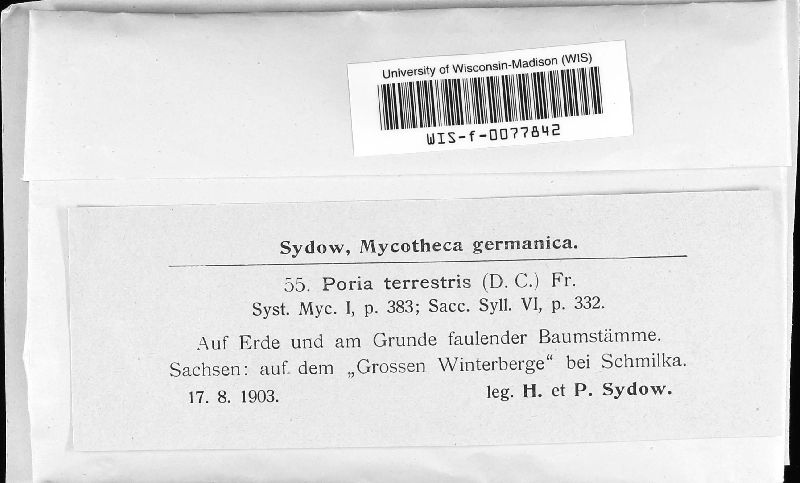 University of Wisconsin-Madison (WIS)
WIS-f-0077842
Sydow, Mycotheca germanica.
55. Poria terrestris (D. C.) Fr.
Syst. Myc. I, p. 383; Sacc. Syll. VI, p. 332.
Auf Erde und am Grunde faulender Baumstämme.
Sachsen: auf dem „Grossen Winterberge“ bei Schmilka.
17. 8. 1903. leg. H. et P. Sydow.